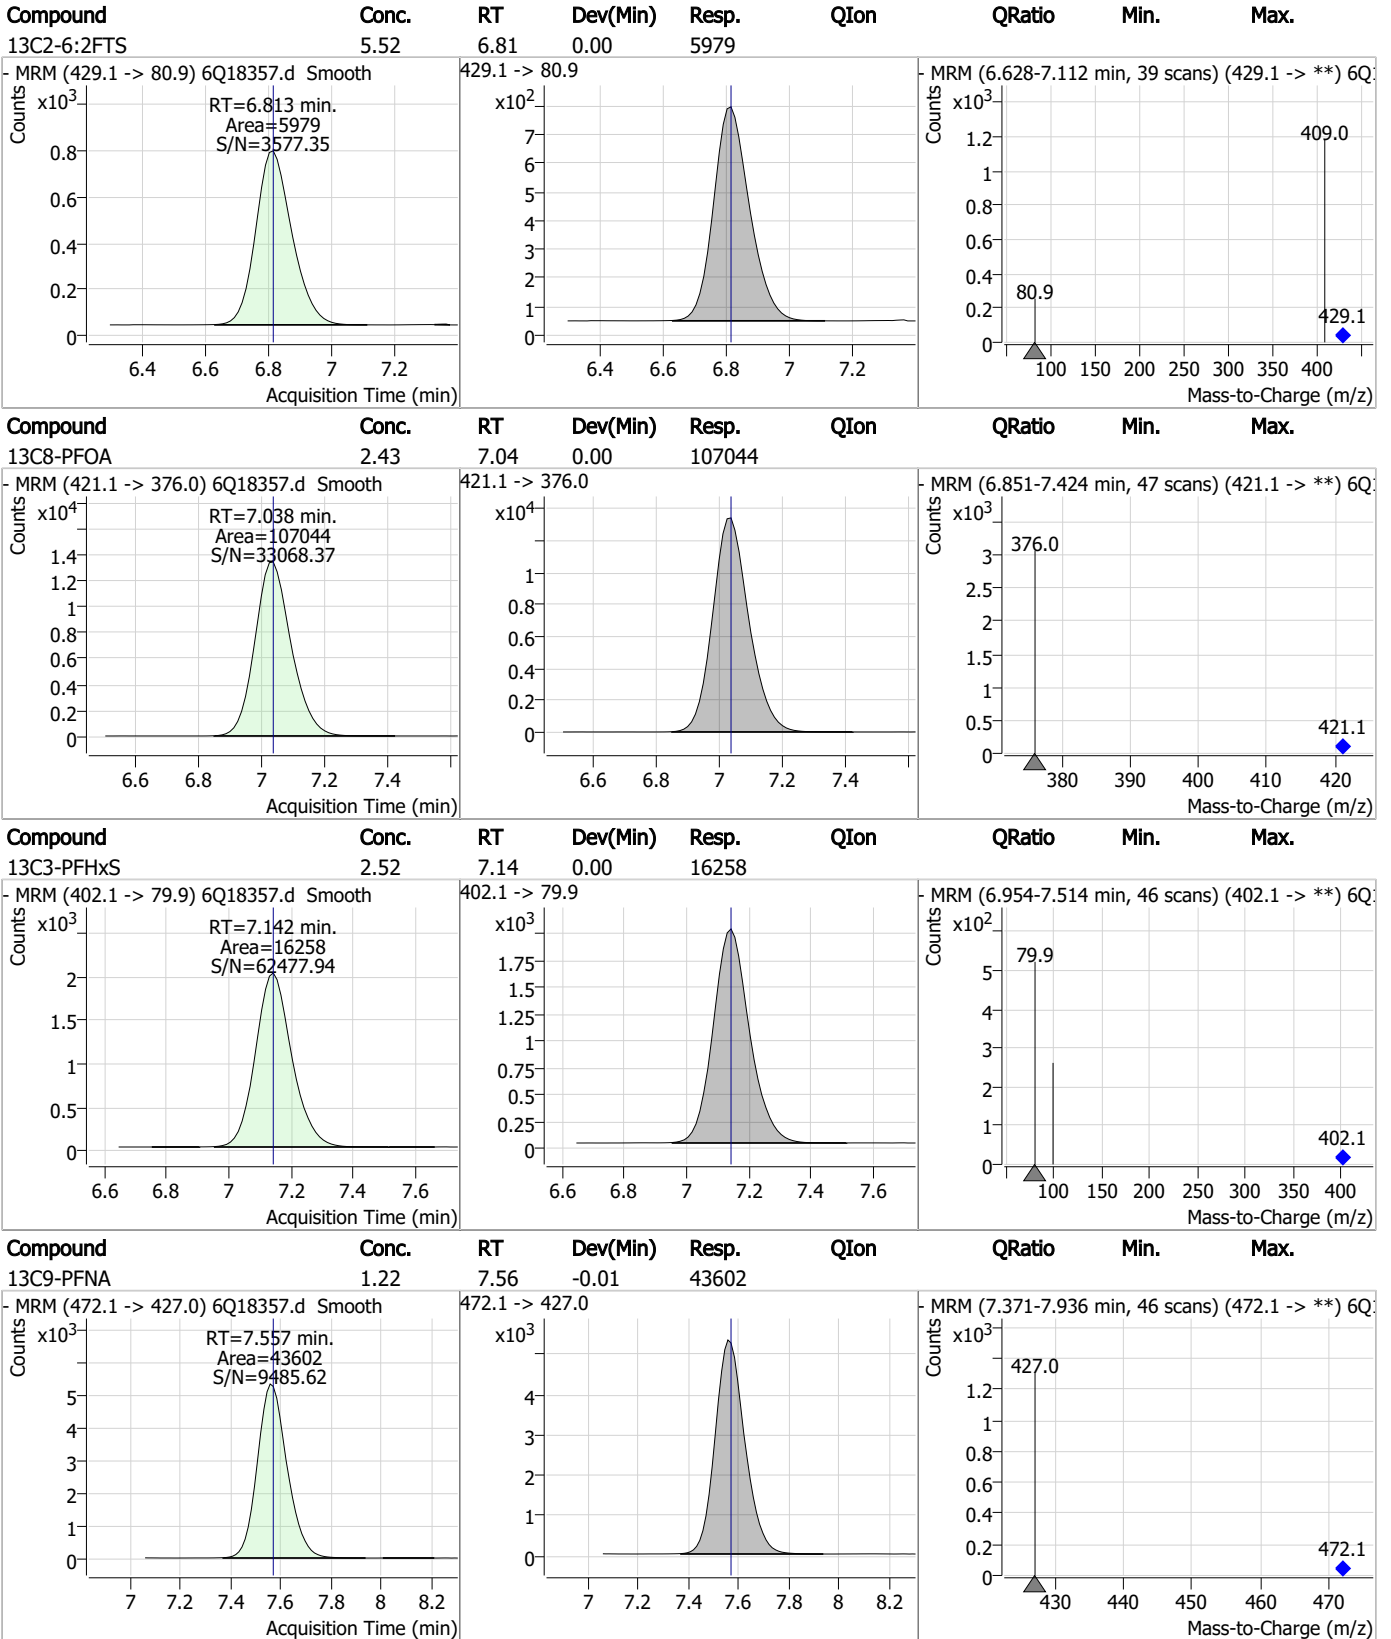 Compound Conc. RT Dev(Min) Resp. QIon QRatio Min. Max.
13C2-6:2FTS 5.52 6.81 0.00 5979
- MRM (429.1 -> 80.9) 6Q18357.d Smooth
Counts
x10^3
RT=6.813 min.
Area=5979
S/N=3577.35
0.8
0.6
0.4
0.2
0
6.4 6.6 6.8 7 7.2
Acquisition Time (min)
429.1 -> 80.9
x10^2
7
6
5
4
3
2
1
0
6.4 6.6 6.8 7 7.2
- MRM (6.628-7.112 min, 39 scans) (429.1 -> **) 6Q1
Counts
x10^3
1.2
1
0.8
0.6
0.4
0.2
0
409.0
80.9
429.1
100 150 200 250 300 350 400
Mass-to-Charge (m/z)
Compound Conc. RT Dev(Min) Resp. QIon QRatio Min. Max.
13C8-PFOA 2.43 7.04 0.00 107044
- MRM (421.1 -> 376.0) 6Q18357.d Smooth
Counts
x10^4
RT=7.038 min.
Area=107044
S/N=33068.37
1.4
1.2
1
0.8
0.6
0.4
0.2
0
6.6 6.8 7 7.2 7.4
Acquisition Time (min)
421.1 -> 376.0
x10^4
1
0.8
0.6
0.4
0.2
0
6.6 6.8 7 7.2 7.4
- MRM (6.851-7.424 min, 47 scans) (421.1 -> **) 6Q1
Counts
x10^3
3
2.5
2
1.5
1
0.5
0
376.0
421.1
380 390 400 410 420
Mass-to-Charge (m/z)
Compound Conc. RT Dev(Min) Resp. QIon QRatio Min. Max.
13C3-PFHxS 2.52 7.14 0.00 16258
- MRM (402.1 -> 79.9) 6Q18357.d Smooth
Counts
x10^3
RT=7.142 min.
Area=16258
S/N=62477.94
2
1.5
1
0.5
0
6.6 6.8 7 7.2 7.4 7.6
Acquisition Time (min)
402.1 -> 79.9
x10^3
1.75
1.5
1.25
1
0.75
0.5
0.25
0
6.6 6.8 7 7.2 7.4 7.6
- MRM (6.954-7.514 min, 46 scans) (402.1 -> **) 6Q1
Counts
x10^2
5
4
3
2
1
0
79.9
402.1
100 150 200 250 300 350 400
Mass-to-Charge (m/z)
Compound Conc. RT Dev(Min) Resp. QIon QRatio Min. Max.
13C9-PFNA 1.22 7.56 -0.01 43602
- MRM (472.1 -> 427.0) 6Q18357.d Smooth
Counts
x10^3
RT=7.557 min.
Area=43602
S/N=9485.62
5
4
3
2
1
0
7 7.2 7.4 7.6 7.8 8 8.2
Acquisition Time (min)
472.1 -> 427.0
x10^3
4
3
2
1
0
7 7.2 7.4 7.6 7.8 8 8.2
- MRM (7.371-7.936 min, 46 scans) (472.1 -> **) 6Q1
Counts
x10^3
1.2
1
0.8
0.6
0.4
0.2
0
427.0
472.1
430 440 450 460 470
Mass-to-Charge (m/z)